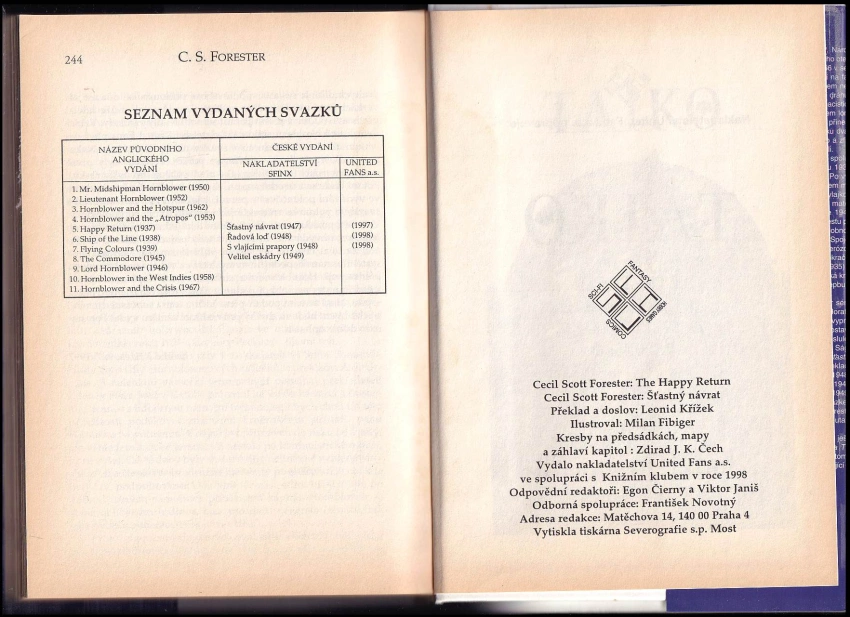 244
C. S. FORESTER
SEZNAM VYDANÝCH SVAZKŮ
NÁZEV PŮVODNÍHO
ANGLICKÉHO
VYDÁNÍ
ČESKÉ VYDÁNÍ
NAKLADATELSTVÍ
SFINX
UNITED
FANS a.s.
1. Mr. Midshipman Hornblower (1950)
2. Lieutenant Hornblower (1952)
3. Hornblower and the Hotspur (1962)
4. Hornblower and the „Atropos“ (1953)
5. Happy Return (1937) Šťastný návrat (1947) (1997)
6. Ship of the Line (1938) Řadová loď (1948) (1998)
7. Flying Colours (1939) S vlajícími prapory (1948) (1998)
8. The Commodore (1945) Velitel eskádry (1949)
9. Lord Hornblower (1946)
10. Hornblower in the West Indies (1958)
11. Hornblower and the Crisis (1967)
FANTASY
SCI-FI
COMICS
Cecil Scott Forester: The Happy Return
Cecil Scott Forester: Šťastný návrat
Překlad a doslov: Leonid Křížek
Ilustroval: Milan Fibiger
Kresby na předsádkách, mapy
a záhlaví kapitol : Zdirad J. K. Čech
Vydalo nakladatelství United Fans a.s.
ve spolupráci s Knižním klubem v roce 1998
Odpovědní redaktoři: Egon Čierny a Viktor Janiš
Odborná spolupráce: František Novotný
Adresa redakce: Matěchova 14, 140 00 Praha 4
Vytiskla tiskárna Severografie s.p. Most